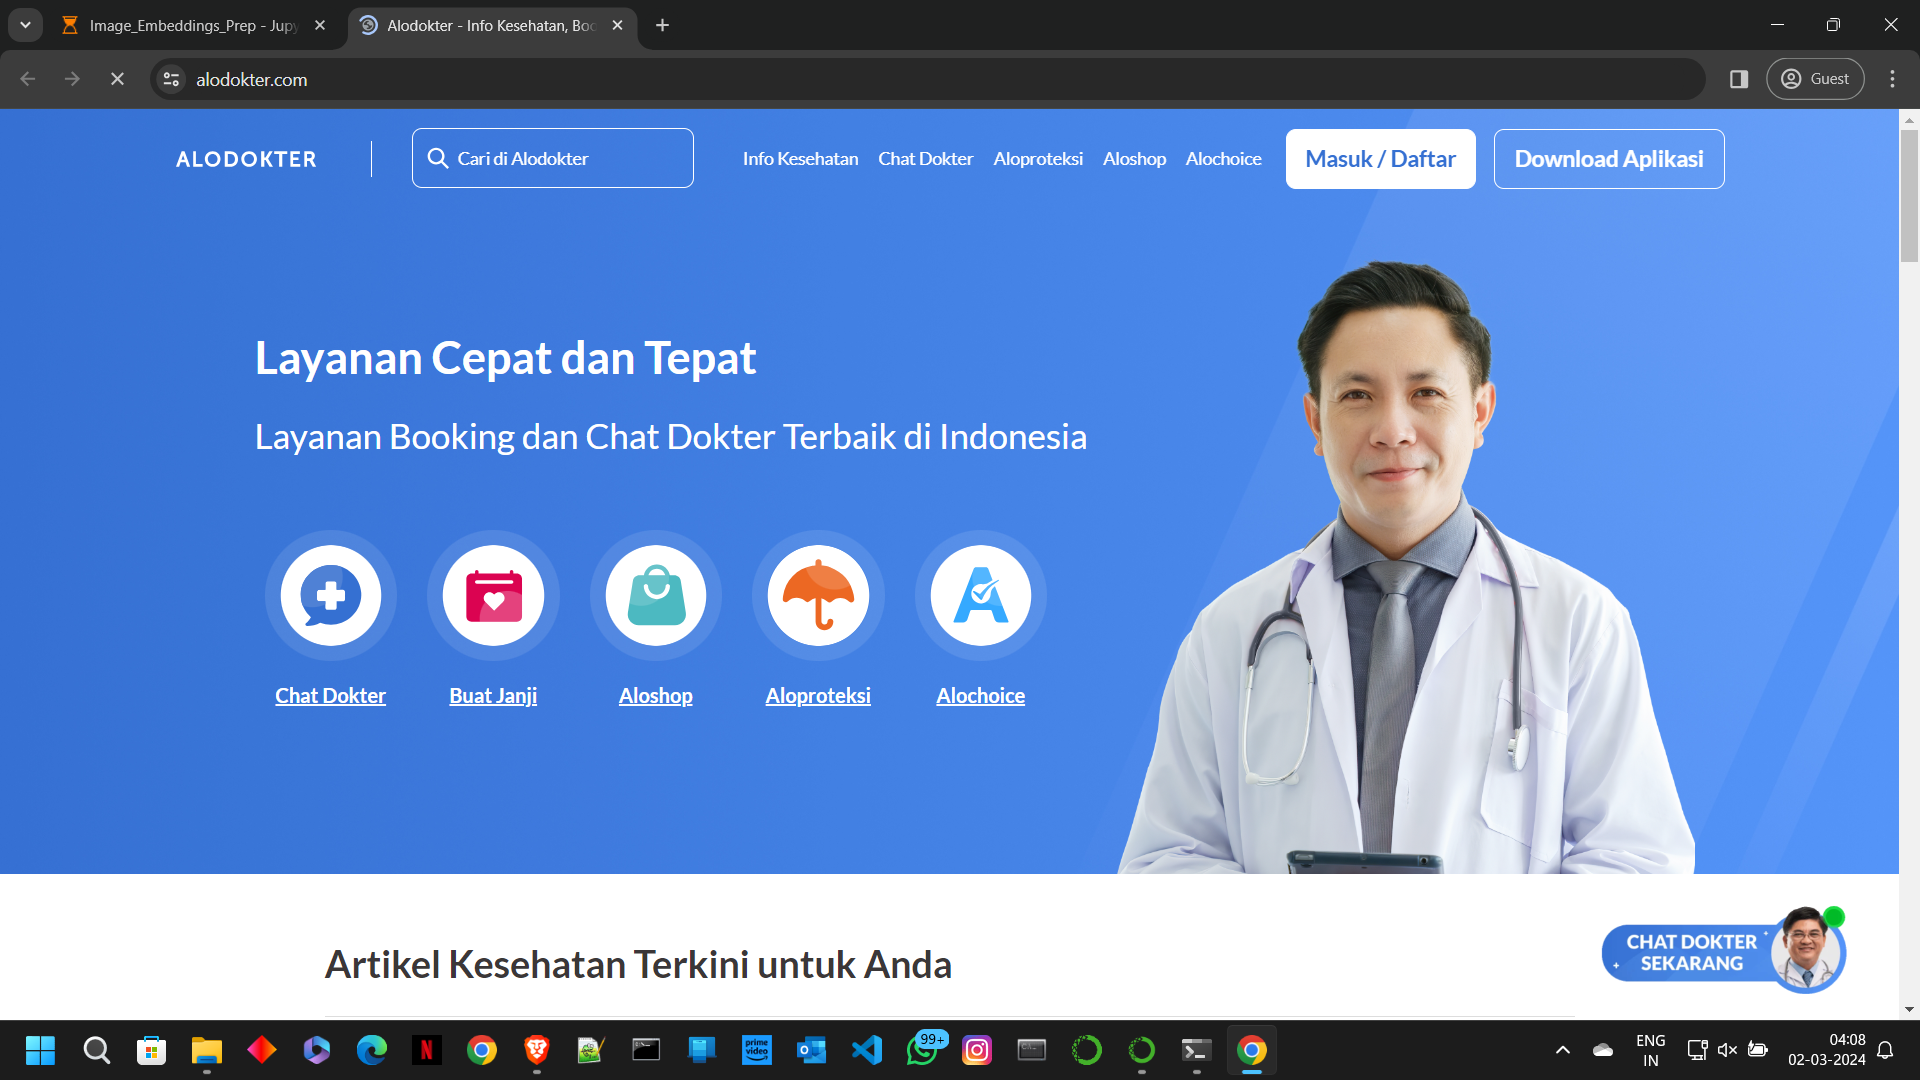 Image_Embeddings_Prep - Jupy
Alodokter - Info Kesehatan, Boo
alodokter.com
Guest
ALODOKTER
Cari di Alodokter
Info Kesehatan
Chat Dokter
Aloproteksi
Aloshop
Alochoice
Masuk / Daftar
Download Aplikasi
Layanan Cepat dan Tepat
Layanan Booking dan Chat Dokter Terbaik di Indonesia
Chat Dokter
Buat Janji
Aloshop
Aloproteksi
Alochoice
Artikel Kesehatan Terkini untuk Anda
CHAT DOKTER
SEKARANG
prime
video
99+
ENG
IN
04:08
02-03-2024